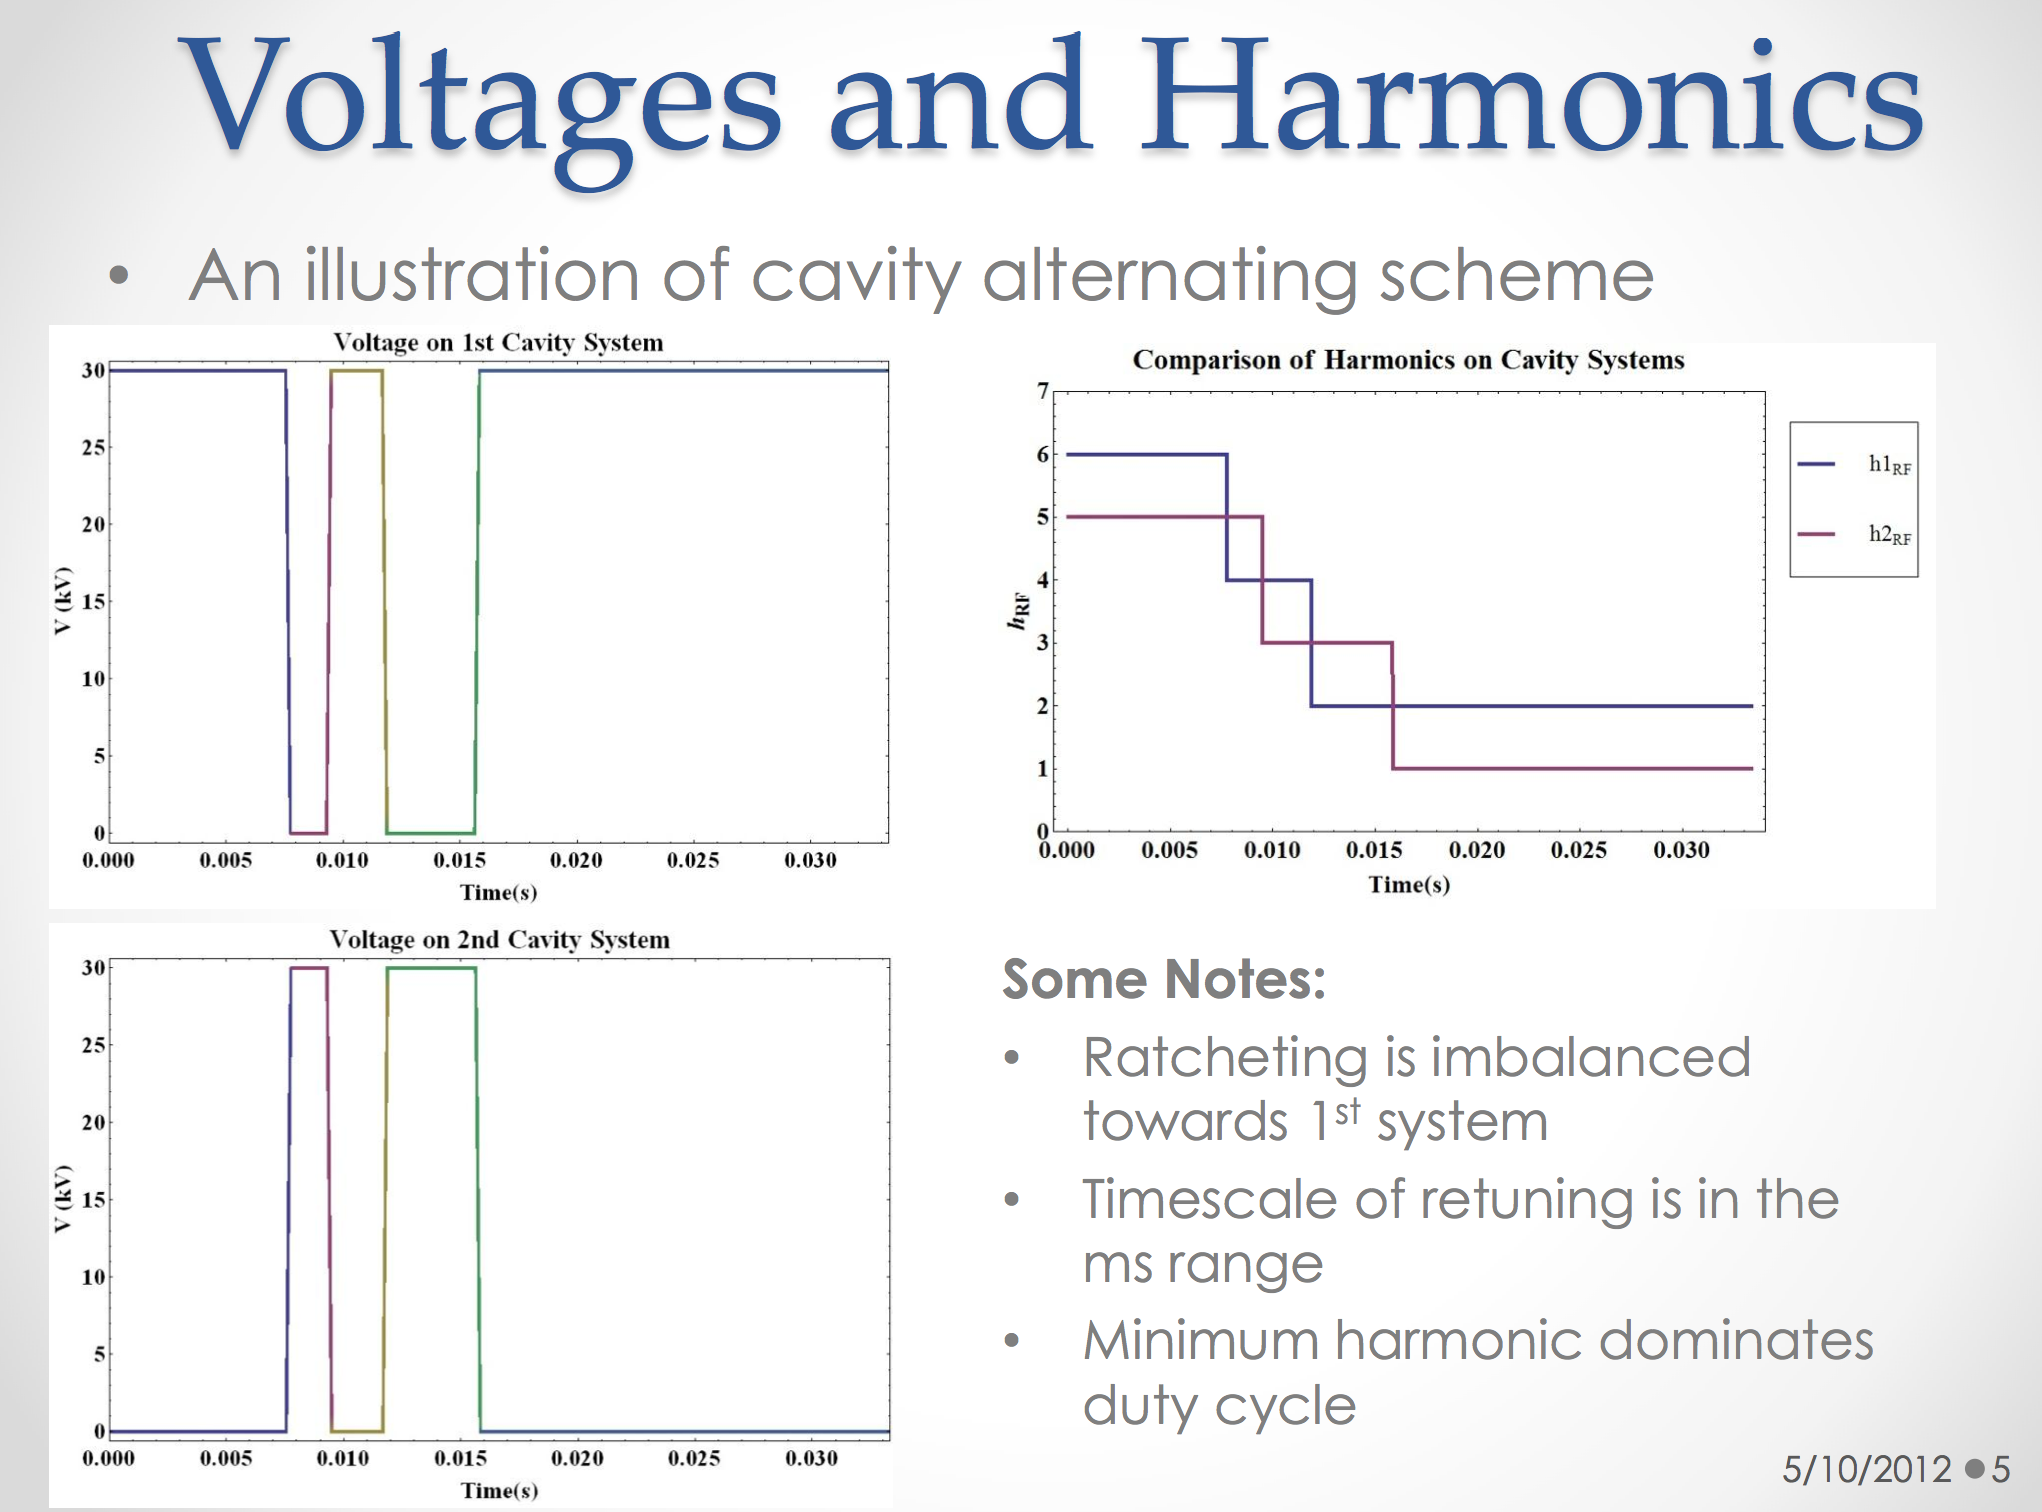 Voltages and Harmonics
• An illustration of cavity alternating scheme
Voltage on 1st Cavity System
30
25
20
15
10
5
0
V (kV)
0.000 0.005 0.010 0.015 0.020 0.025 0.030
Time(s)
Comparison of Harmonics on Cavity Systems
7
6
5
4
3
2
1
0
hRF
0.000 0.005 0.010 0.015 0.020 0.025 0.030
Time(s)
h1RF
h2RF
Voltage on 2nd Cavity System
30
25
20
15
10
5
0
V (kV)
0.000 0.005 0.010 0.015 0.020 0.025 0.030
Time(s)
Some Notes:
• Ratcheting is imbalanced
towards 1st system
• Timescale of retuning is in the
ms range
• Minimum harmonic dominates
duty cycle
5/10/2012 ● 5